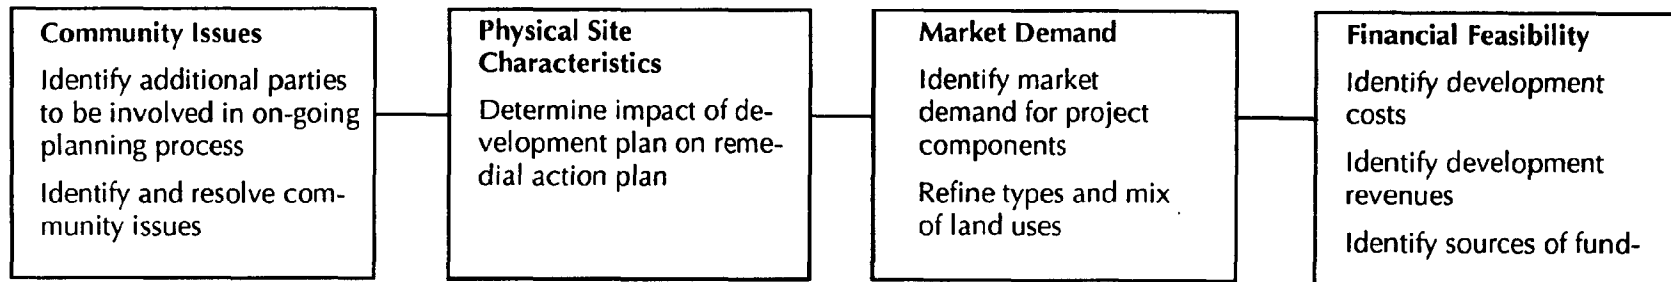 Community Issues
Identify additional parties
to be involved in on-going
planning process
Identify and resolve com-
munity issues
Physical Site
Characteristics
Determine impact of de-
velopment plan on reme-
dial action plan
Market Demand
Identify market
demand for project
components
Refine types and mix
of land uses
Financial Feasibility
Identify development
costs
Identify development
revenues
Identify sources of fund-